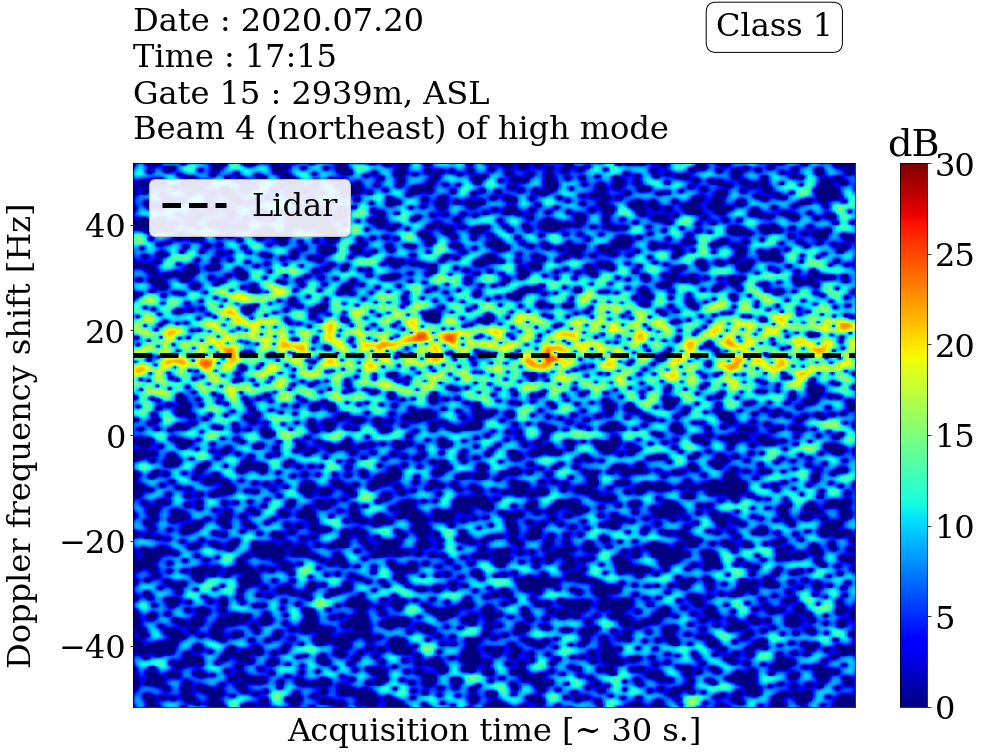 Date : 2020.07.20
Time : 17:15
Gate 15 : 2939m, ASL
Beam 4 (northeast) of high mode
Class 1
dB
Lidar
Doppler frequency shift [Hz]
40
20
0
−20
−40
Acquisition time [~ 30 s.]
30
25
20
15
10
5
0